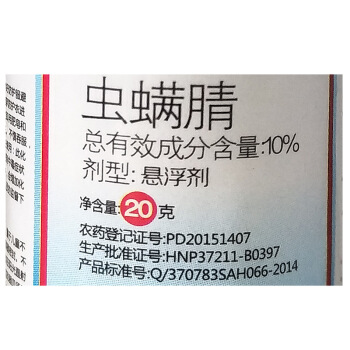 虫螨腈
总有效成分含量:10%
剂型: 悬浮剂
净含量:20克
农药登记证号:PD20151407
生产批准证号:HNP37211-B0397
产品标准号:Q/370783SAH066-2014